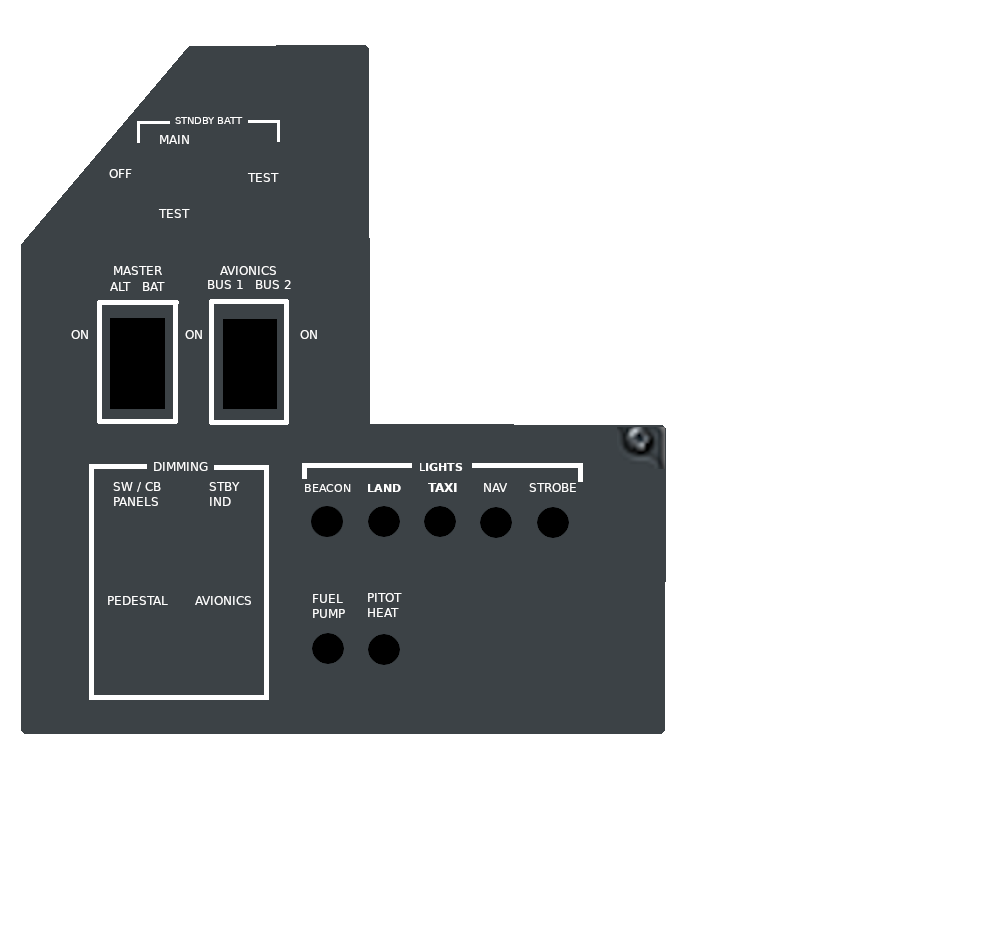 STNDBY BATT
MAIN
OFF
TEST
TEST
MASTER
ALT BAT
AVIONICS
BUS 1 BUS 2
ON
ON
ON
DIMMING
SW / CB
PANELS
STBY
IND
PEDESTAL
AVIONICS
LIGHTS
BEACON
LAND
TAXI
NAV
STROBE
FUEL
PUMP
PITOT
HEAT